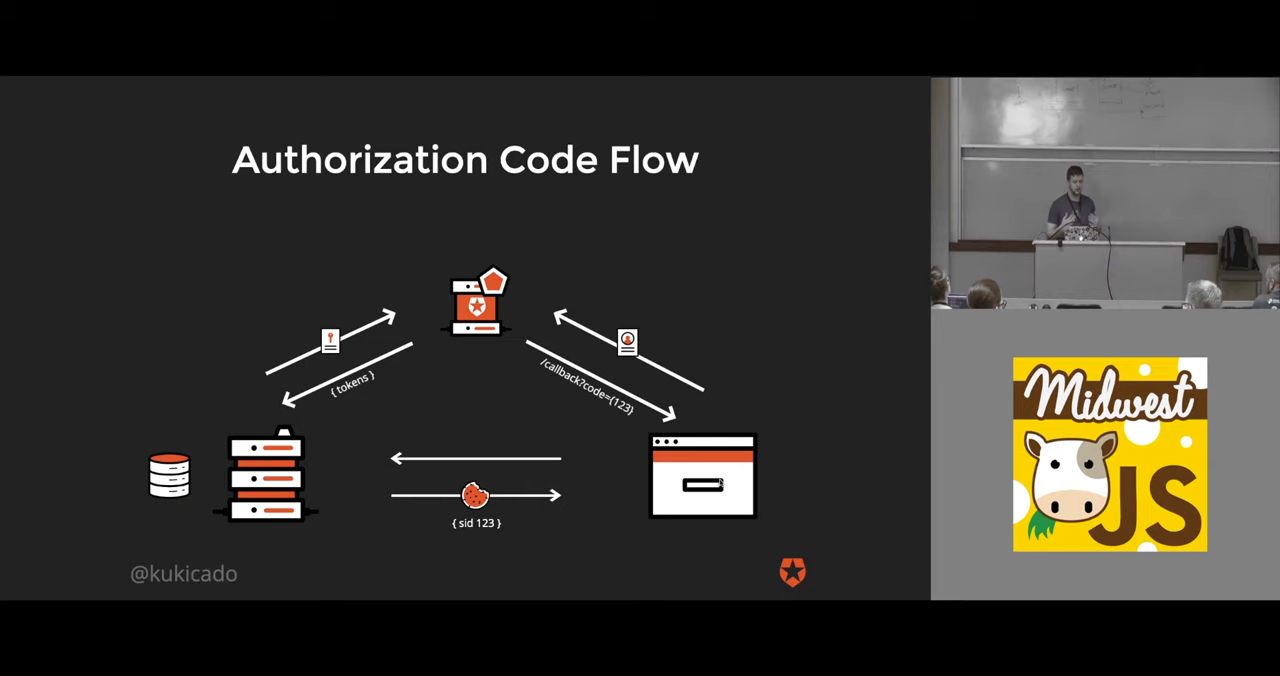 Authorization Code Flow
{ tokens }
/callback?code={123}
{ sid 123 }
@kukicado
Midwest
JS